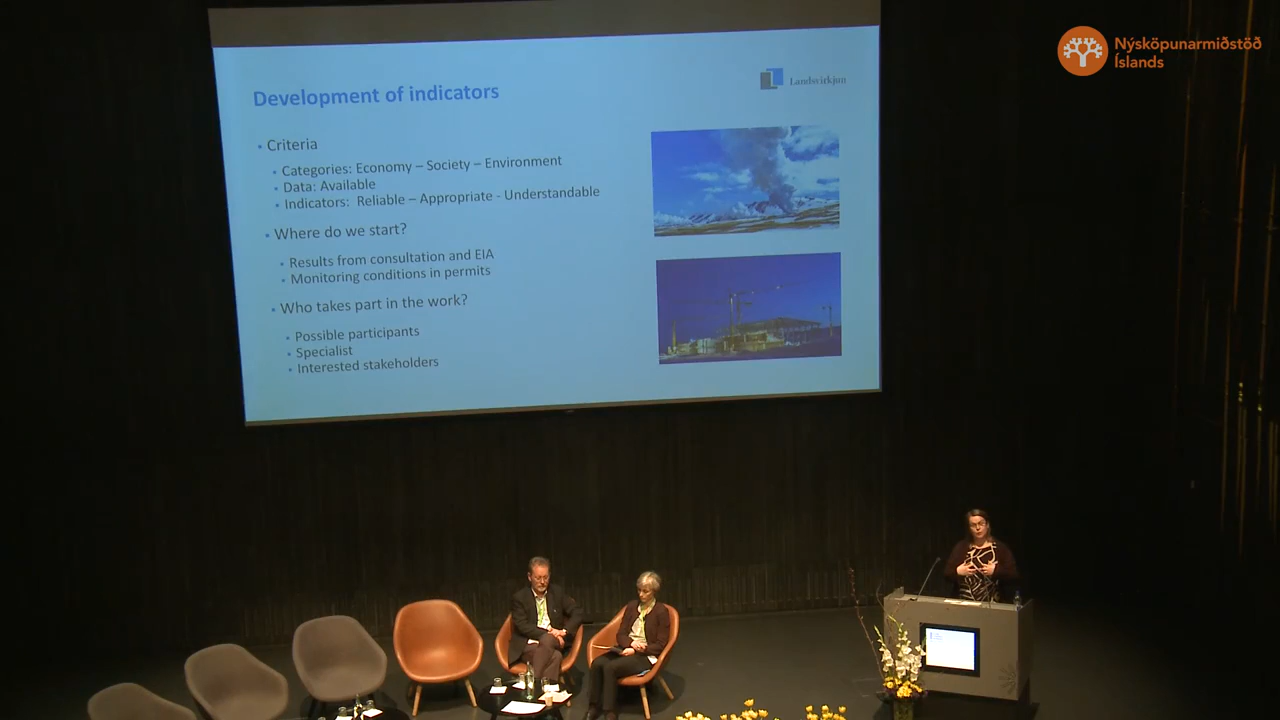 Nýsköpunarmiðstöð
Íslands
Landsvirkjun
Development of indicators
• Criteria
• Categories: Economy – Society – Environment
• Data: Available
• Indicators: Reliable – Appropriate - Understandable
• Where do we start?
• Results from consultation and EIA
• Monitoring conditions in permits
• Who takes part in the work?
• Possible participants
• Specialist
• Interested stakeholders